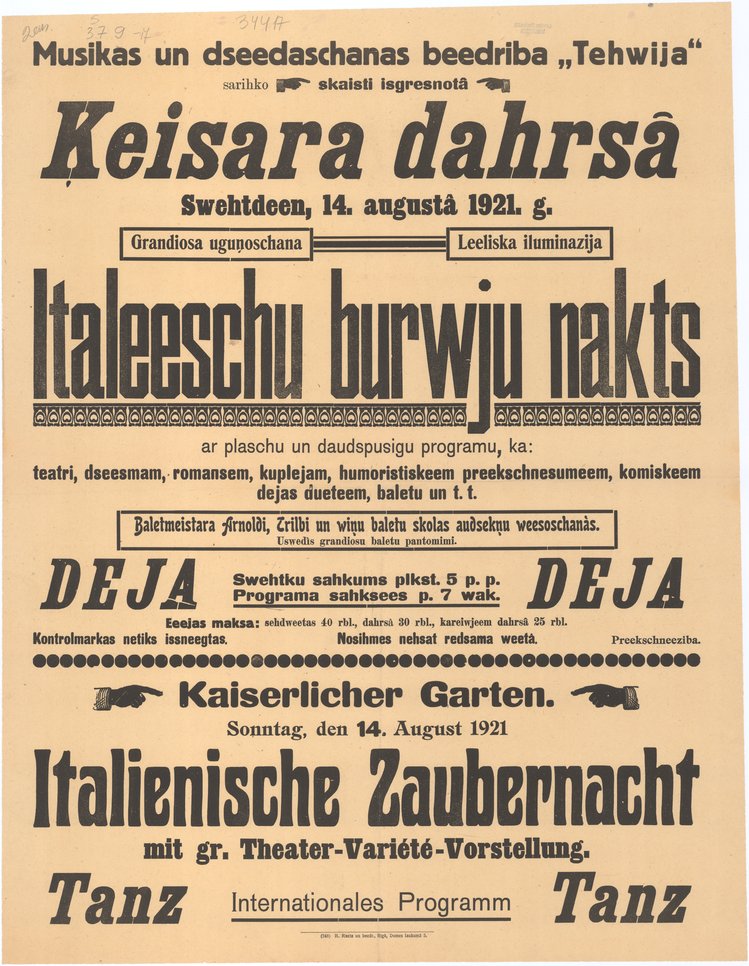 344A
Musikas un dseedaschanas beedriba „Tehwija“
sarihko skaisti isgresnotâ
Ķeisara dahrsâ
Swehtdeen, 14. augustâ 1921. g.
Grandiosa uguņoschana Leeliska iluminazija
Italeeschu burwju nakts
ar plaschu un daudspusigu programu, ka:
teatri, dseesmam, romansem, kuplejam, humoristiskeem preekschnesumeem, komiskeem
dejas dueteem, baletu un t. t.
Baletmeistara Arnoldi, Trilbi un wiņu baletu skolas audsekņu weesoschanàs.
Uswedis grandiosu baletu pantomimi.
DEJA Swehtku sahkums plkst. 5 p. p. DEJA
Programa sahksees p. 7 wak.
Eeejas maksa: sehdweetas 40 rbl., dahrsâ 30 rbl., kareiwjeem dahrsâ 25 rbl.
Kontrolmarkas netiks issneegtas. Nosihmes nehsat redsama weetâ. Preekschneeziba.
Kaiserlicher Garten.
Sonntag, den 14. August 1921
Italienische Zaubernacht
mit gr. Theater-Variété-Vorstellung.
Tanz Internationales Programm Tanz